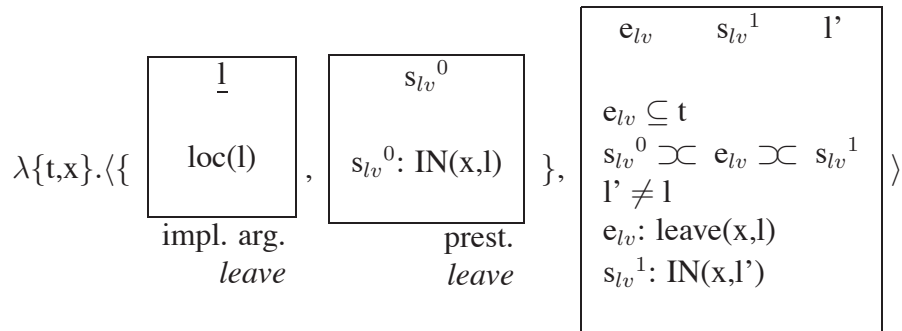 e_lv s_lv^1 l'
l s_lv^0
e_lv ⊆ t
λ{t,x}.⟨{ loc(l) , s_lv^0: IN(x,l) }, s_lv^0 ⊃⊂ e_lv ⊃⊂ s_lv^1 ⟩
l' ≠ l
impl. arg. prest. e_lv: leave(x,l)
leave leave s_lv^1: IN(x,l')